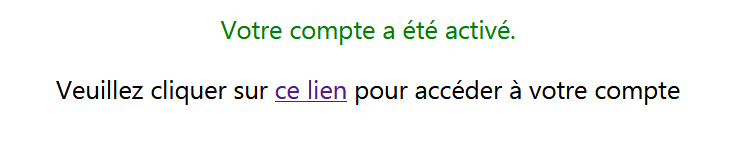 Votre compte a été activé.
Veuillez cliquer sur ce lien pour accéder à votre compte